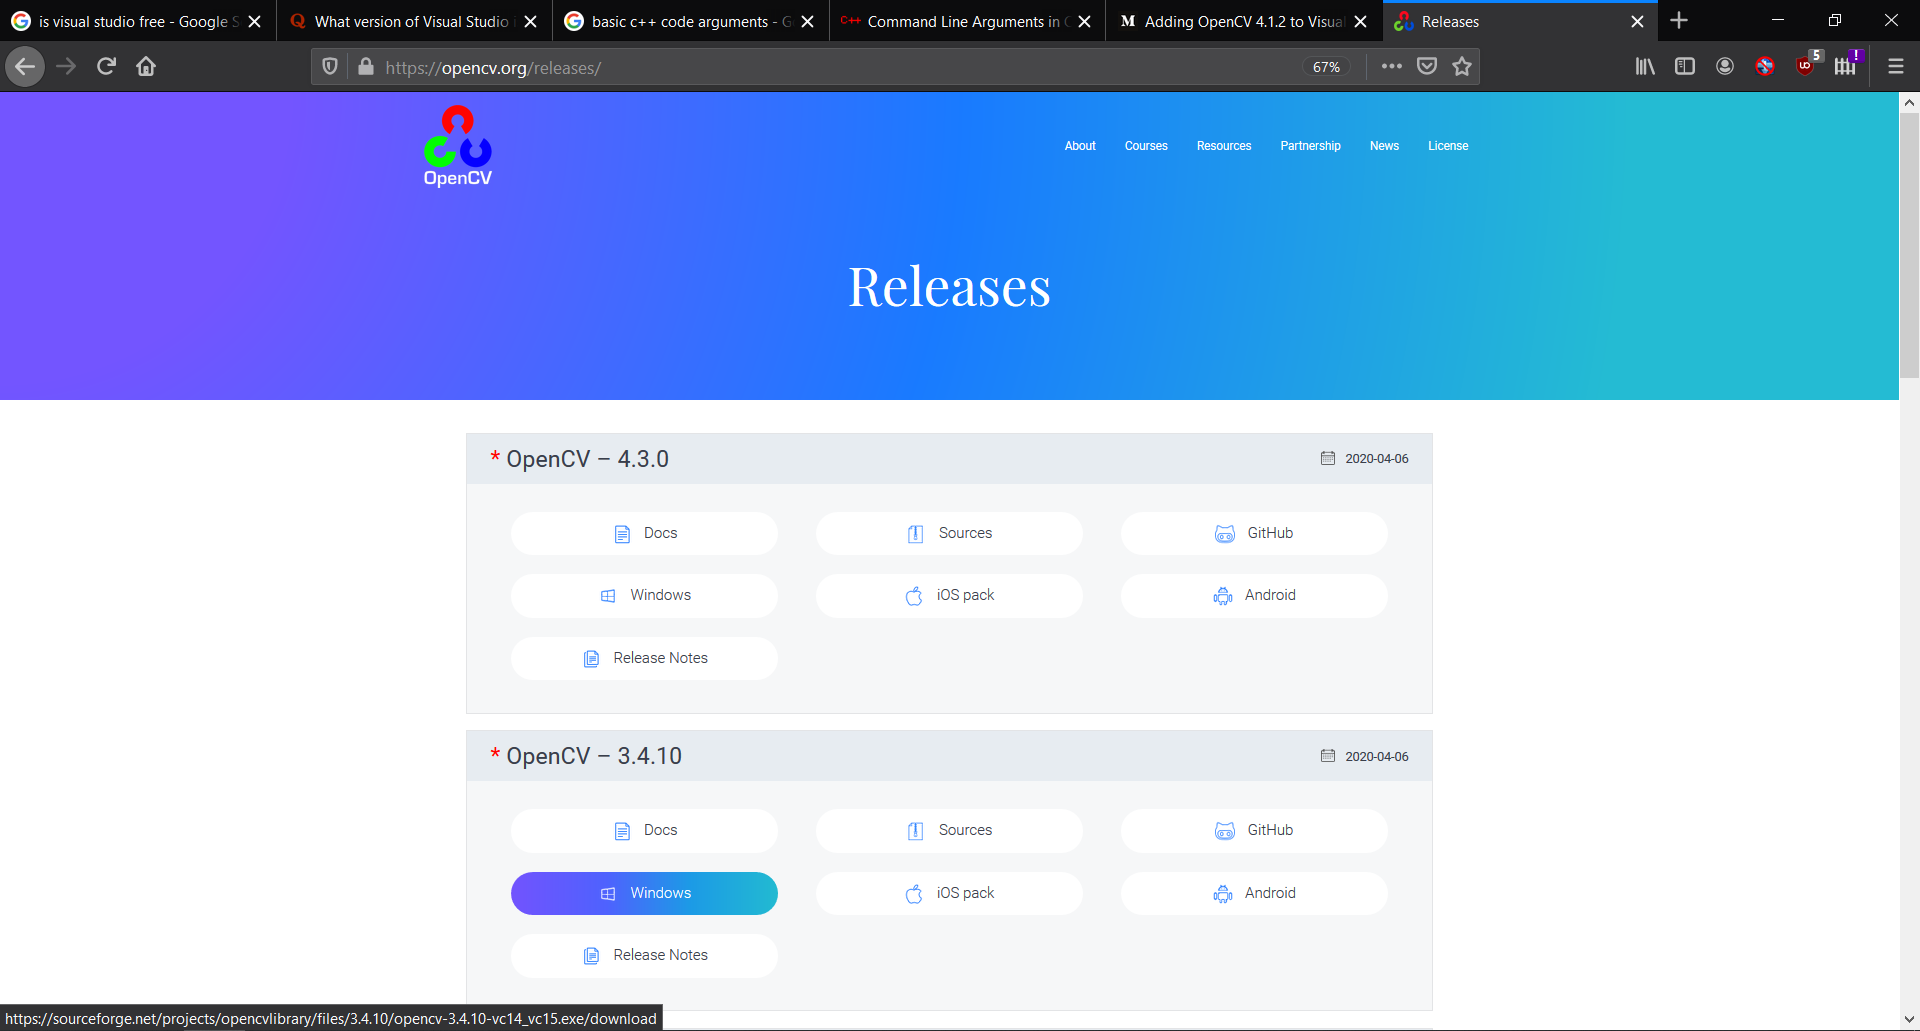 is visual studio free - Google S
What version of Visual Studio i
basic c++ code arguments - G
C++ Command Line Arguments in C
M Adding OpenCV 4.1.2 to Visual
Releases
https://opencv.org/releases/
67%
5
!
OpenCV
About
Courses
Resources
Partnership
News
License
Releases
* OpenCV – 4.3.0
2020-04-06
Docs
Sources
GitHub
Windows
iOS pack
Android
Release Notes
* OpenCV – 3.4.10
2020-04-06
Docs
Sources
GitHub
Windows
iOS pack
Android
Release Notes
https://sourceforge.net/projects/opencvlibrary/files/3.4.10/opencv-3.4.10-vc14_vc15.exe/download